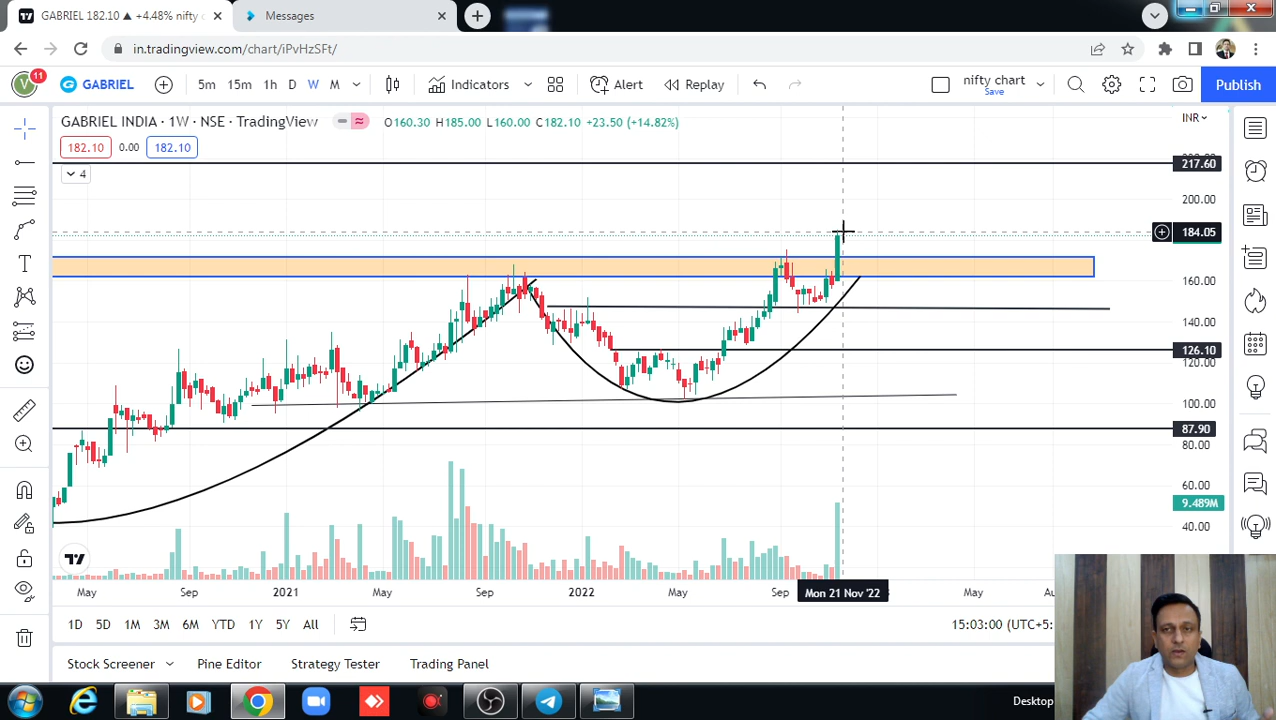 GABRIEL 182.10 ▲ +4.48% nifty c
Messages
in.tradingview.com/chart/iPvHzSFt/
V
11
GABRIEL
5m 15m 1h D W M
Indicators
Alert
Replay
nifty chart
Save
Publish
GABRIEL INDIA · 1W · NSE · TradingView
O160.30 H185.00 L160.00 C182.10 +23.50 (+14.82%)
INR
182.10 0.00 182.10
4
217.60
200.00
184.05
160.00
140.00
126.10
120.00
100.00
87.90
80.00
60.00
9.489M
40.00
May Sep 2021 May Sep 2022 May Sep Mon 21 Nov '22 May
1D 5D 1M 3M 6M YTD 1Y 5Y All
15:03:00 (UTC+5:
Stock Screener Pine Editor Strategy Tester Trading Panel
Desktop